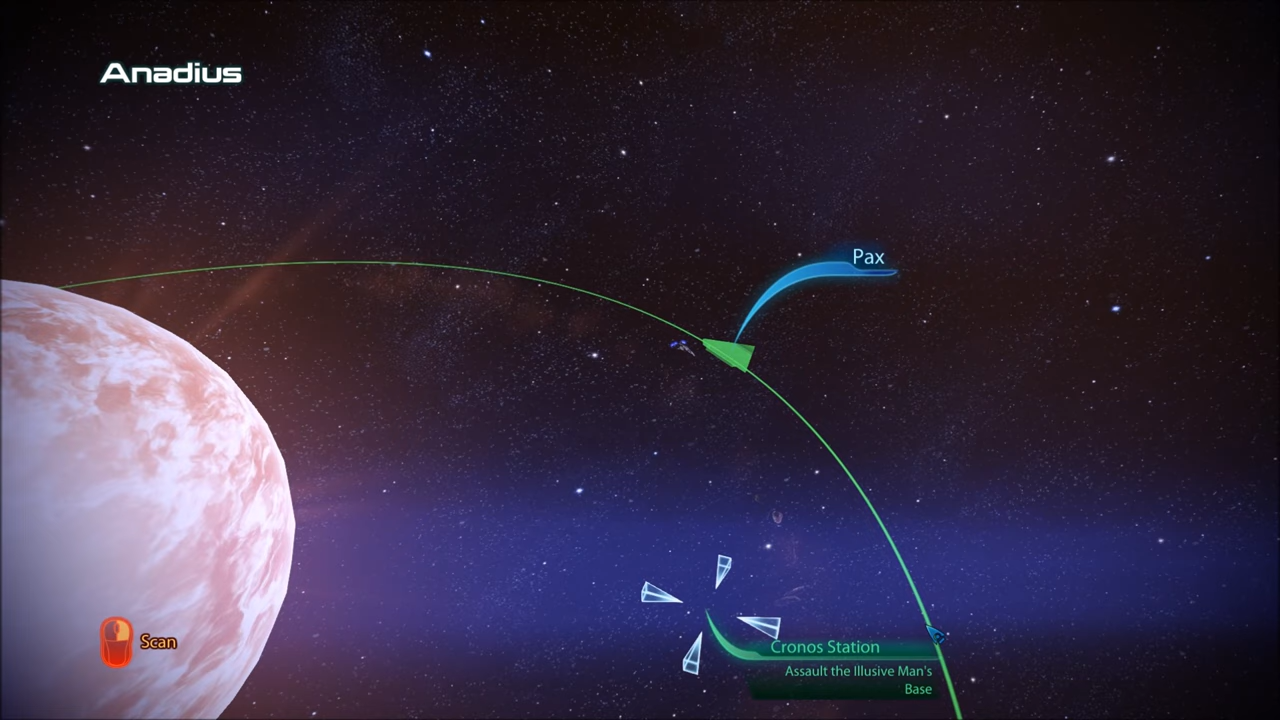 Anadius
Pax
Scan
Cronos Station
Assault the Illusive Man's
Base